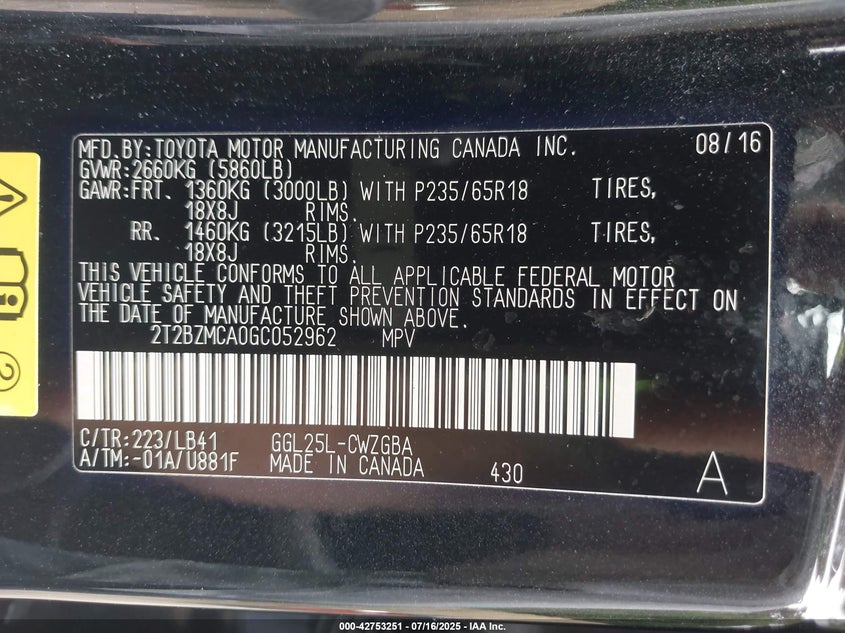 MFD.BY:TOYOTA MOTOR MANUFACTURING CANADA INC. 08/16
GVWR:2660KG (5860LB)
GAWR:FRT. 1360KG (3000LB) WITH P235/65R18 TIRES,
18X8J RIMS.
RR. 1460KG (3215LB) WITH P235/65R18 TIRES,
18X8J RIMS.
THIS VEHICLE CONFORMS TO ALL APPLICABLE FEDERAL MOTOR
VEHICLE SAFETY AND THEFT PREVENTION STANDARDS IN EFFECT ON
THE DATE OF MANUFACTURE SHOWN ABOVE.
2T2BZMCA0GC052962 MPV
C/TR:223/LB41 GGL25L-CWZGBA
A/TM:-01A/U881F MADE IN CANADA 430 A
2
000-42753251 - 07/16/2025 - IAA Inc.